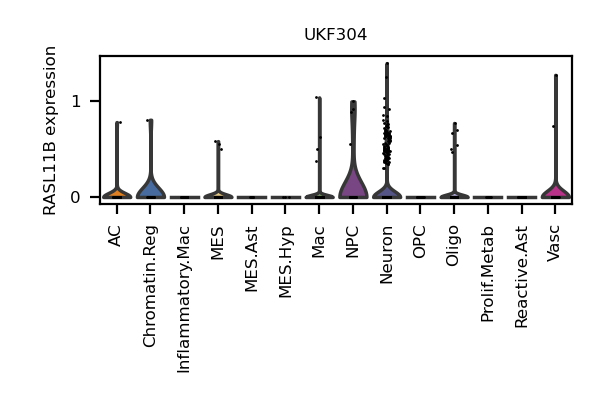 UKF304
RASL11B expression
1
0
AC
Chromatin.Reg
Inflammatory.Mac
MES
MES.Ast
MES.Hyp
Mac
NPC
Neuron
OPC
Oligo
Prolif.Metab
Reactive.Ast
Vasc